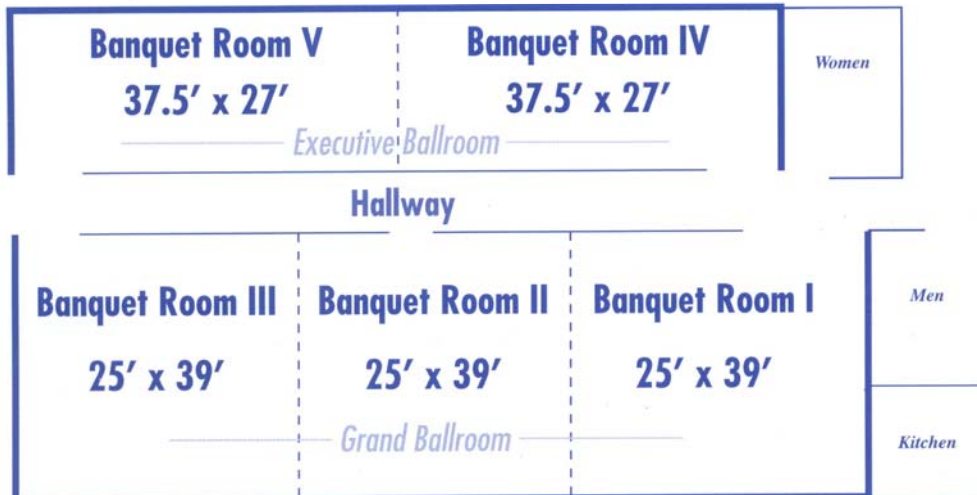 Banquet Room V
37.5′ x 27′
Banquet Room IV
37.5′ x 27′
Women
Executive Ballroom
Hallway
Banquet Room III
25′ x 39′
Banquet Room II
25′ x 39′
Banquet Room I
25′ x 39′
Men
Grand Ballroom
Kitchen